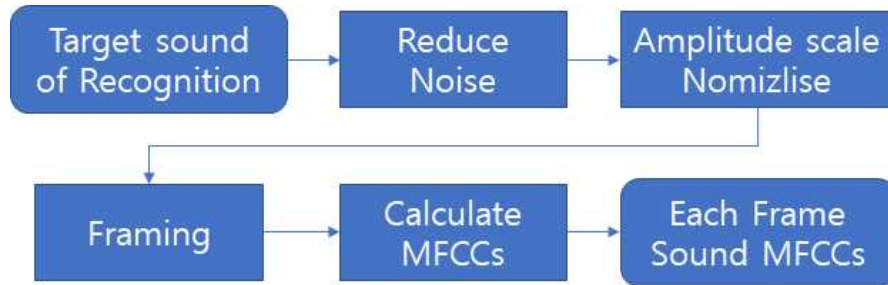 Target sound
of Recognition
Reduce
Noise
Amplitude scale
Nomizlise
Framing
Calculate
MFCCs
Each Frame
Sound MFCCs